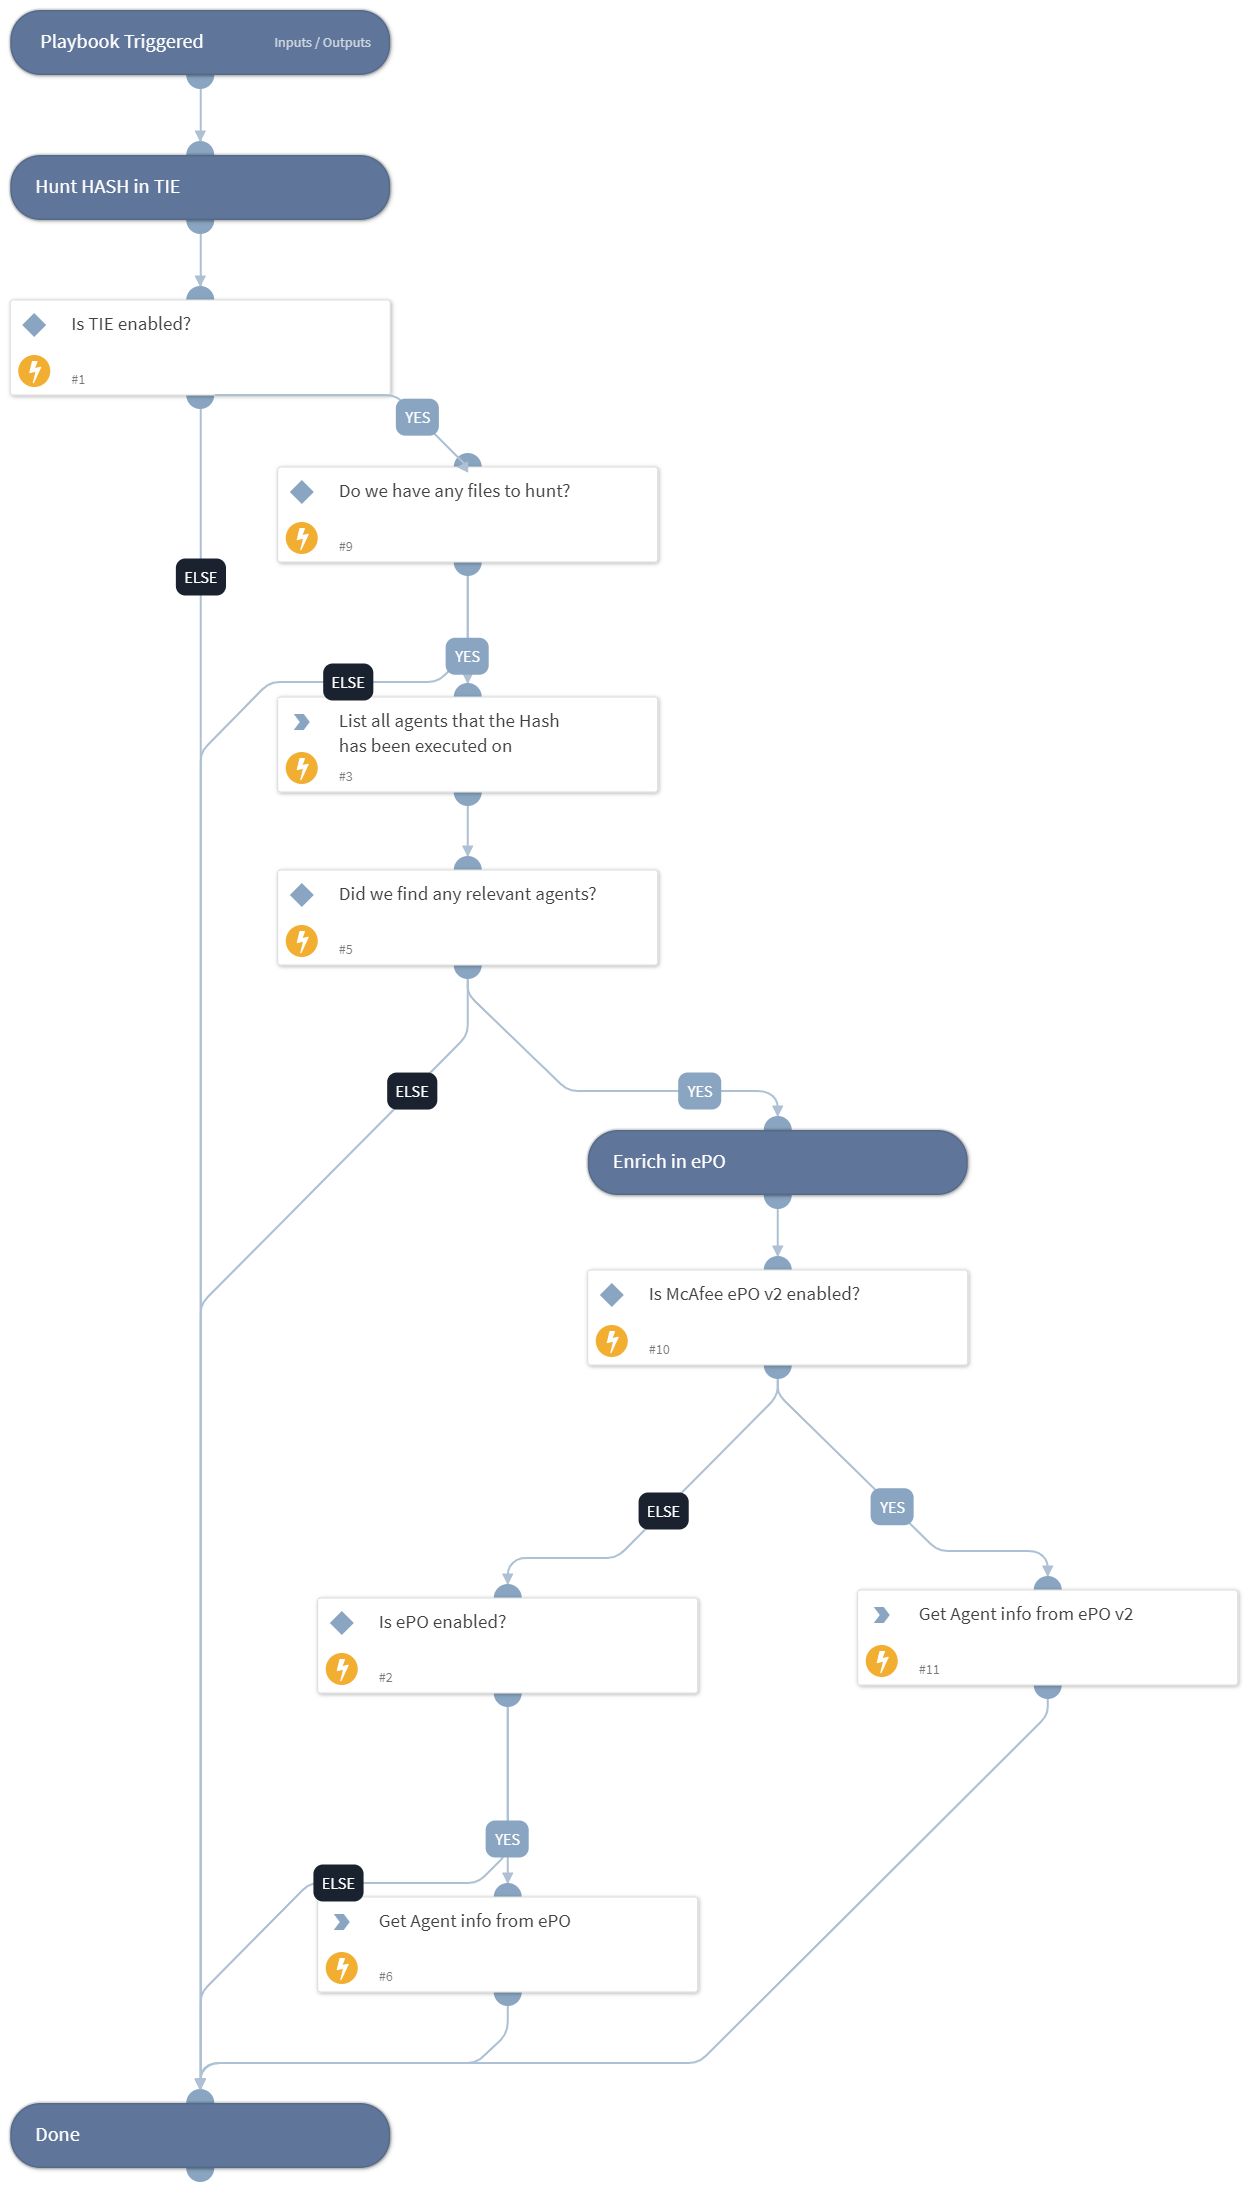 Playbook Triggered
Inputs / Outputs
Hunt HASH in TIE
Is TIE enabled?
#1
YES
Do we have any files to hunt?
#9
ELSE
YES
ELSE
List all agents that the Hash
has been executed on
#3
Did we find any relevant agents?
#5
ELSE
YES
Enrich in ePO
Is McAfee ePO v2 enabled?
#10
ELSE
YES
Is ePO enabled?
#2
Get Agent info from ePO v2
#11
YES
ELSE
Get Agent info from ePO
#6
Done